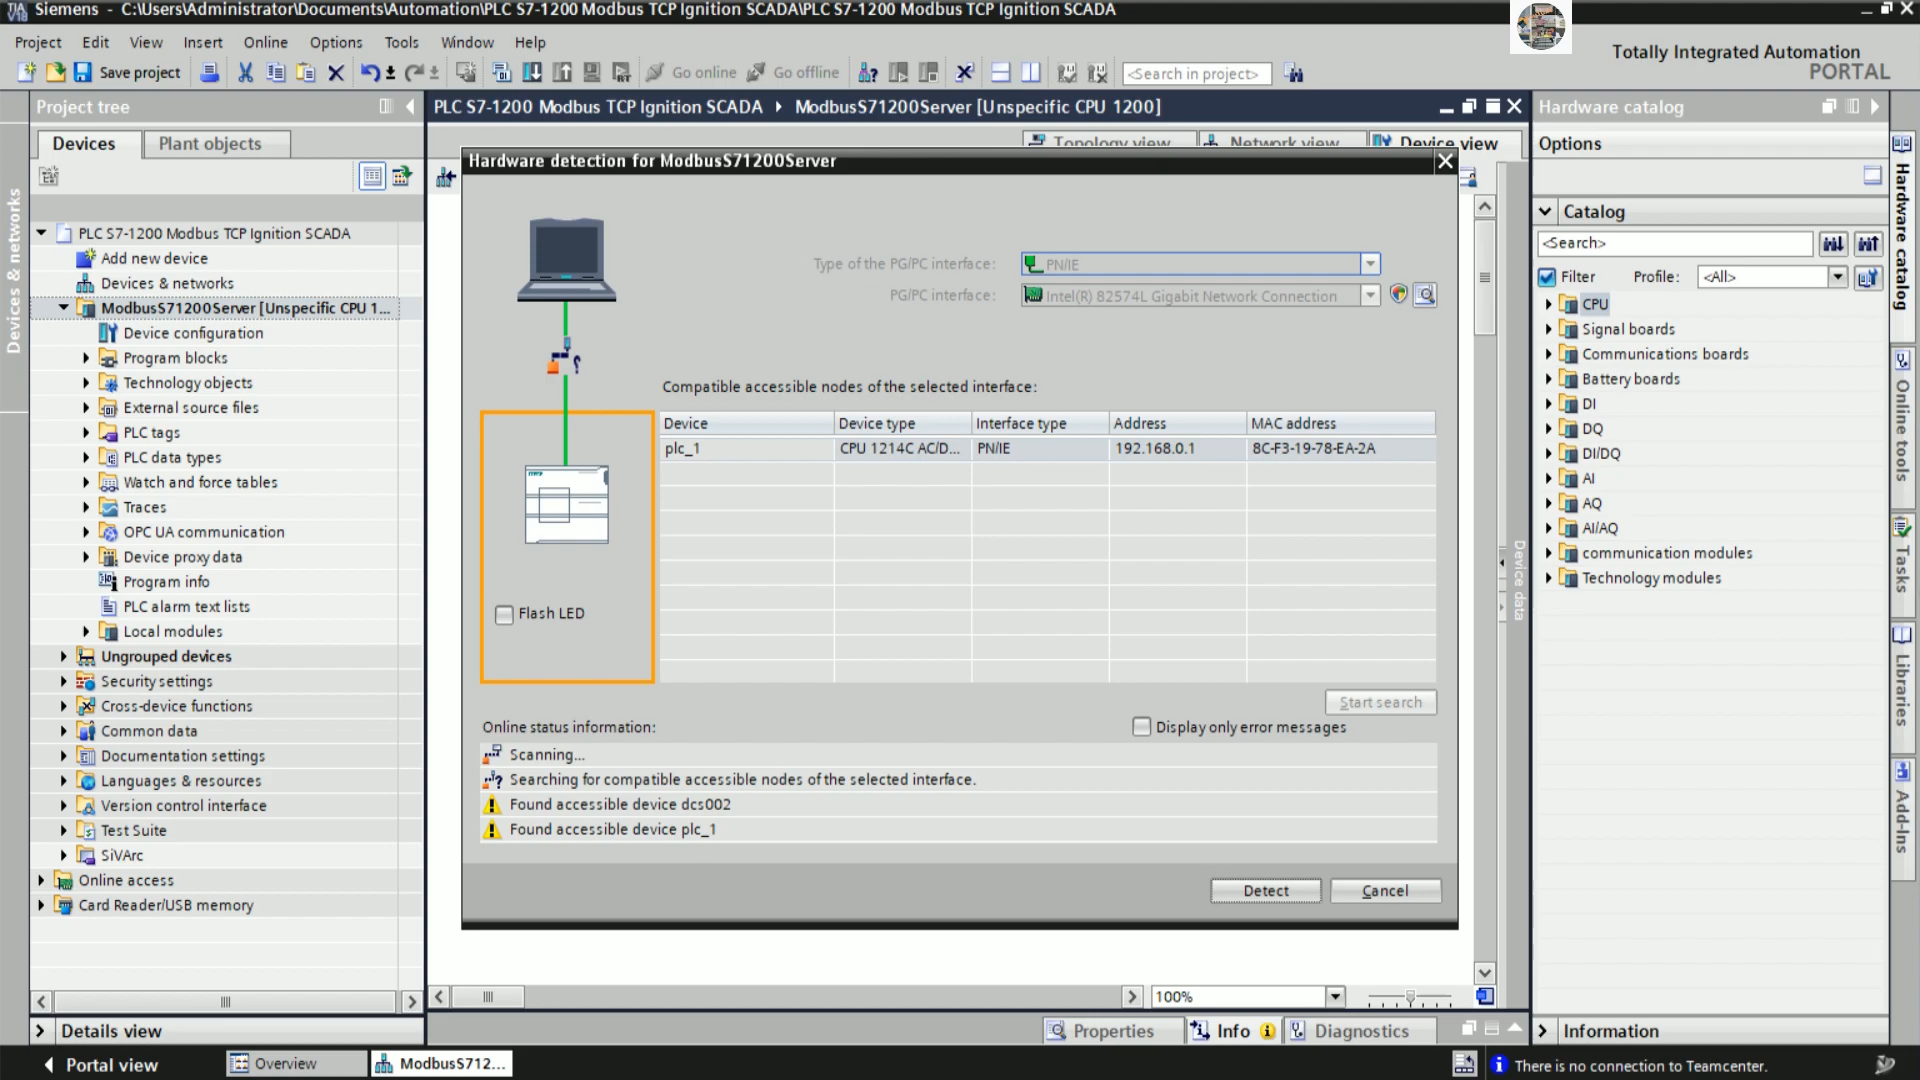 Siemens - C:\Users\Administrator\Documents\Automation\PLC S7-1200 Modbus TCP Ignition SCADA\PLC S7-1200 Modbus TCP Ignition SCADA
Project Edit View Insert Online Options Tools Window Help
Totally Integrated Automation
PORTAL
Save project
Go online
Go offline
<Search in project>
Project tree
Devices
Plant objects
Devices & networks
PLC S7-1200 Modbus TCP Ignition SCADA
Add new device
Devices & networks
ModbusS71200Server [Unspecific CPU 1...
Device configuration
Program blocks
Technology objects
External source files
PLC tags
PLC data types
Watch and force tables
Traces
OPC UA communication
Device proxy data
Program info
PLC alarm text lists
Local modules
Ungrouped devices
Security settings
Cross-device functions
Common data
Documentation settings
Languages & resources
Version control interface
Test Suite
SiVArc
Online access
Card Reader/USB memory
Details view
PLC S7-1200 Modbus TCP Ignition SCADA ModbusS71200Server [Unspecific CPU 1200]
Topology view
Network view
Device view
Hardware detection for ModbusS71200Server
Type of the PG/PC interface: PN/IE
PG/PC interface: Intel(R) 82574L Gigabit Network Connection
Compatible accessible nodes of the selected interface:
Device Device type Interface type Address MAC address
plc_1 CPU 1214C AC/D... PN/IE 192.168.0.1 8C-F3-19-78-EA-2A
Flash LED
Start search
Online status information:
Display only error messages
Scanning...
Searching for compatible accessible nodes of the selected interface.
Found accessible device dcs002
Found accessible device plc_1
Detect
Cancel
Device data
100%
Properties
Info
Diagnostics
Hardware catalog
Options
Catalog
<Search>
Filter
Profile:
<All>
CPU
Signal boards
Communications boards
Battery boards
DI
DQ
DI/DQ
AI
AQ
AI/AQ
communication modules
Technology modules
Information
Hardware catalog
Online tools
Tasks
Libraries
Add-Ins
Portal view
Overview
ModbusS712...
There is no connection to Teamcenter.